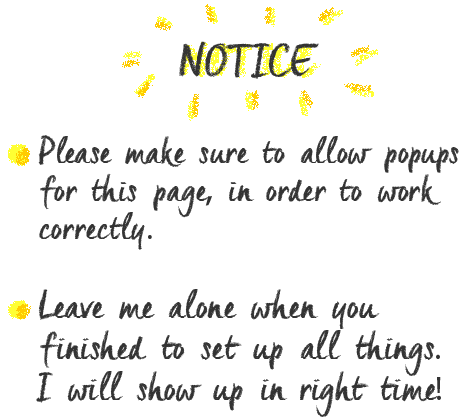 NOTICE
Please make sure to allow popups
for this page, in order to work
correctly.
Leave me alone when you
finished to set up all things.
I will show up in right time!